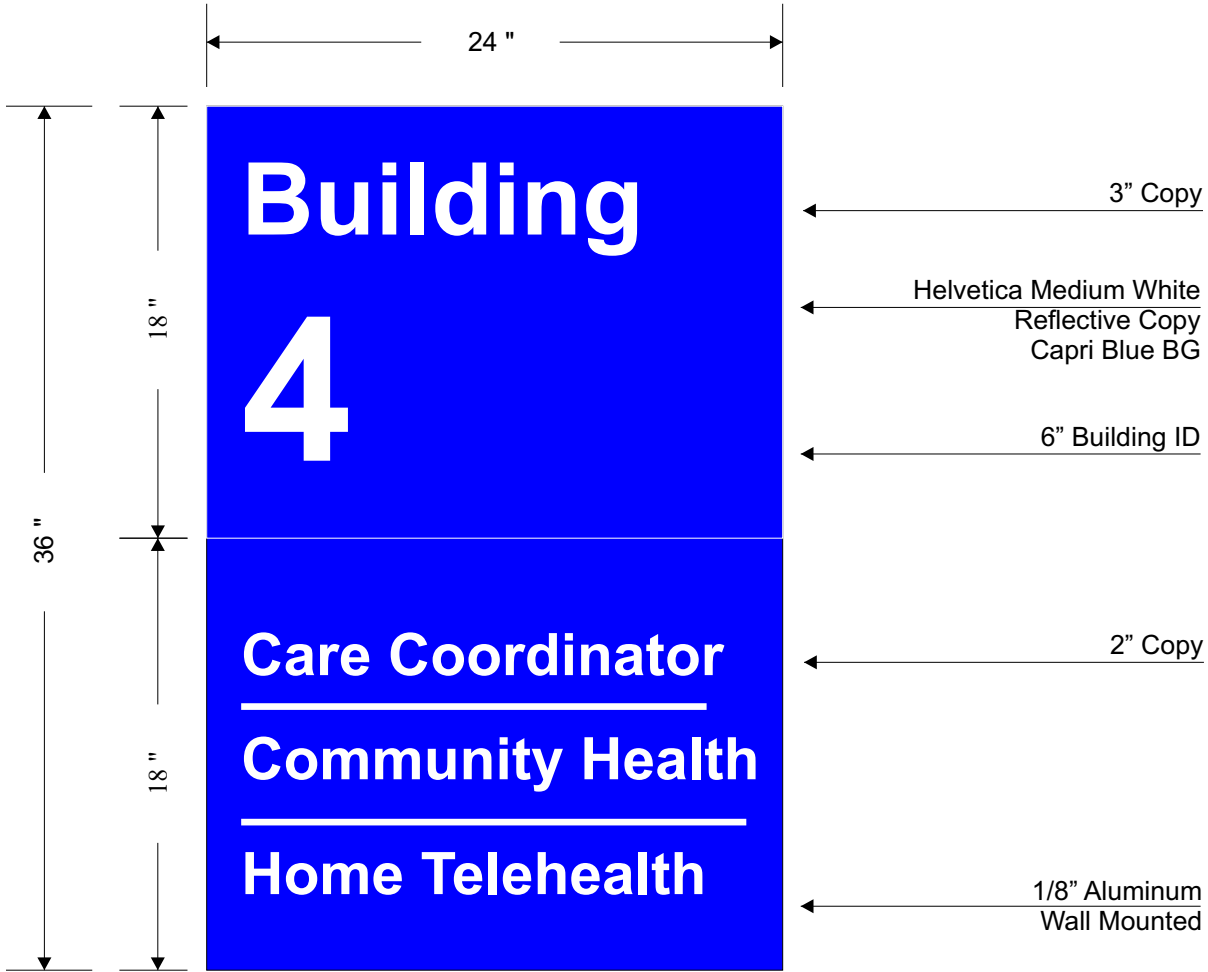 24 "
Building
4
18 "
36 "
18 "
Care Coordinator
Community Health
Home Telehealth
3” Copy
Helvetica Medium White
Reflective Copy
Capri Blue BG
6” Building ID
2” Copy
1/8” Aluminum
Wall Mounted